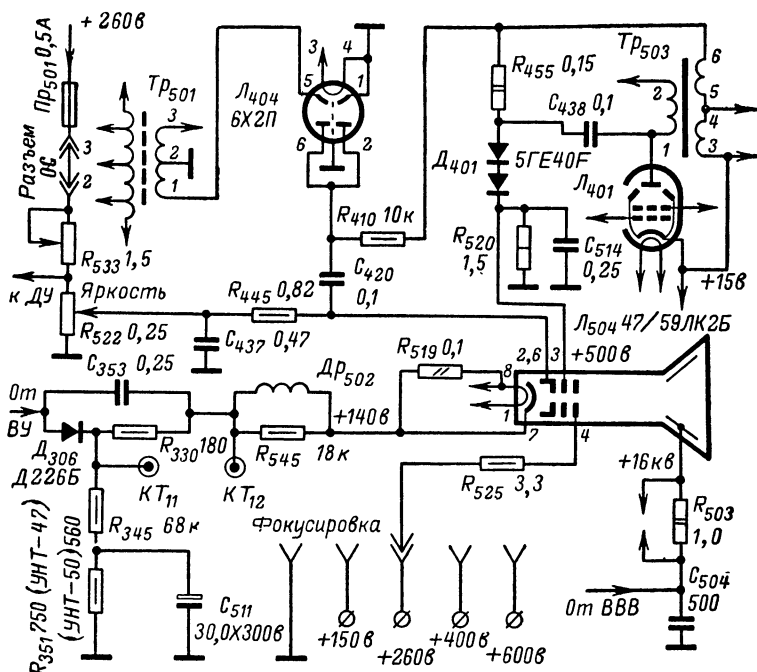 + 260в
Пр501 0,5А
Разъем ОС
3
2
R533 1,5
к ДУ
Яркость
R522 0,25
Тр501
3
2
1
Л404
6Х2П
3
4
5
1
6
2
R410 10к
R445 0,82
C420
0,1
C437 0,47
R455 0,15
C438 0,1
Д401
5ГЕ40F
R520
1,5
C514
0,25
Тр503
6
5
4
3
2
1
Л401
+15в
Л504 47/59ЛК2Б
C353 0,25
От
ВУ
Д306
Д226Б
R330 180
КТ11
КТ12
Др502
R545
18к
+140в
R519 0,1
8
2,6
3
+500в
1
7
4
R525 3,3
+16кв
R503
1,0
C504
500
От ВВВ
R345 68к
R351 750 (УНТ-47)
(УНТ-50) 560
C511
30,0Х300в
Фокусировка
+150в
+260в
+400в
+600в